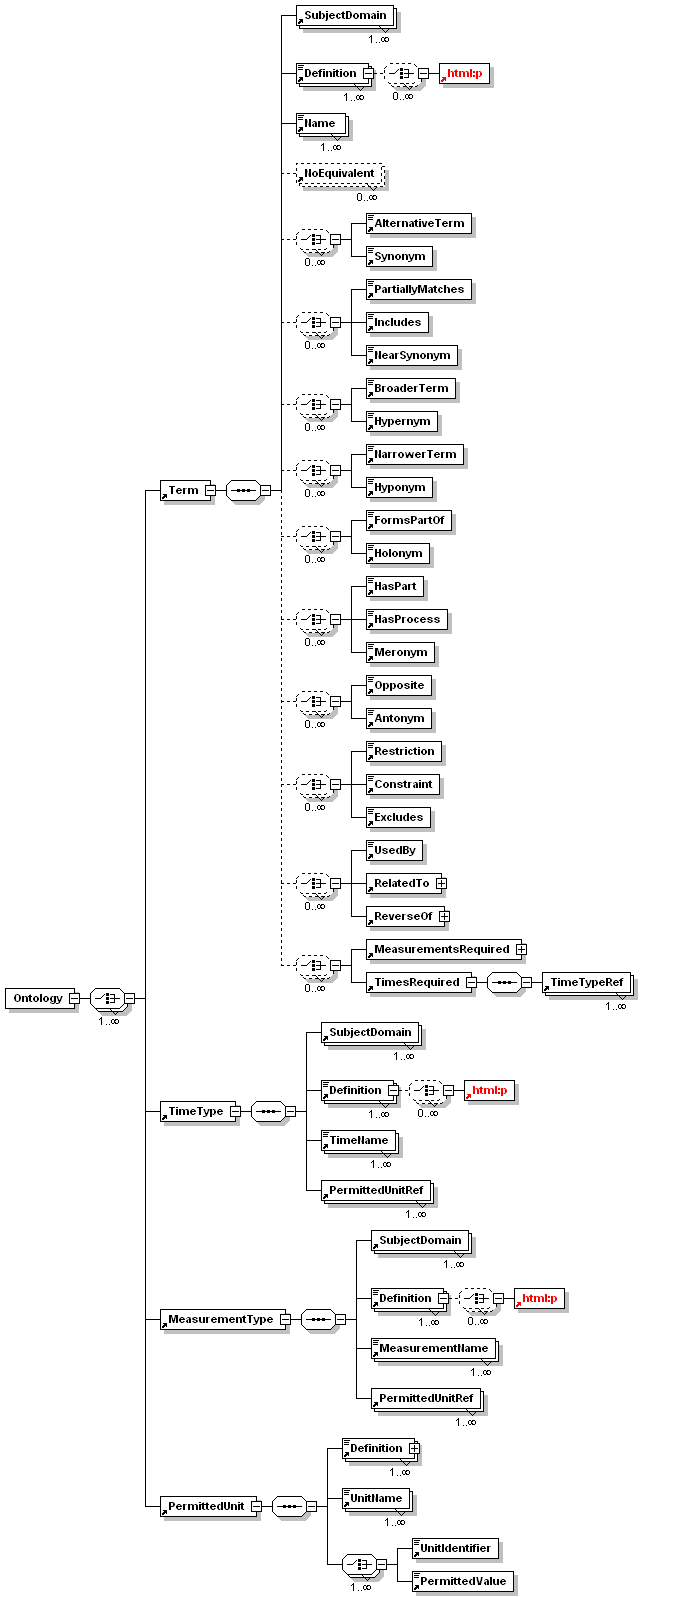 SubjectDomain
1..∞
Definition
html:p
1..∞
0..∞
Name
1..∞
NoEquivalent
0..∞
AlternativeTerm
0..∞
Synonym
PartiallyMatches
Includes
0..∞
NearSynonym
BroaderTerm
0..∞
Hypernym
NarrowerTerm
0..∞
Hyponym
Term
FormsPartOf
0..∞
Holonym
HasPart
HasProcess
0..∞
Meronym
Opposite
0..∞
Antonym
Restriction
Constraint
0..∞
Excludes
UsedBy
RelatedTo
0..∞
ReverseOf
MeasurementsRequired
0..∞
TimesRequired
TimeTypeRef
1..∞
Ontology
1..∞
SubjectDomain
1..∞
Definition
html:p
1..∞
0..∞
TimeType
TimeName
1..∞
PermittedUnitRef
1..∞
SubjectDomain
1..∞
Definition
html:p
1..∞
0..∞
MeasurementType
MeasurementName
1..∞
PermittedUnitRef
1..∞
Definition
1..∞
PermittedUnit
UnitName
1..∞
UnitIdentifier
1..∞
PermittedValue